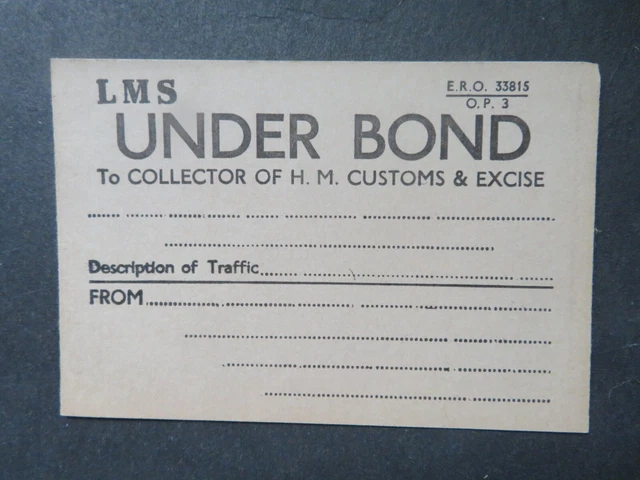 LMS
E.R.O. 33815
O.P. 3
UNDER BOND
To COLLECTOR OF H. M. CUSTOMS & EXCISE
Description of Traffic
FROM